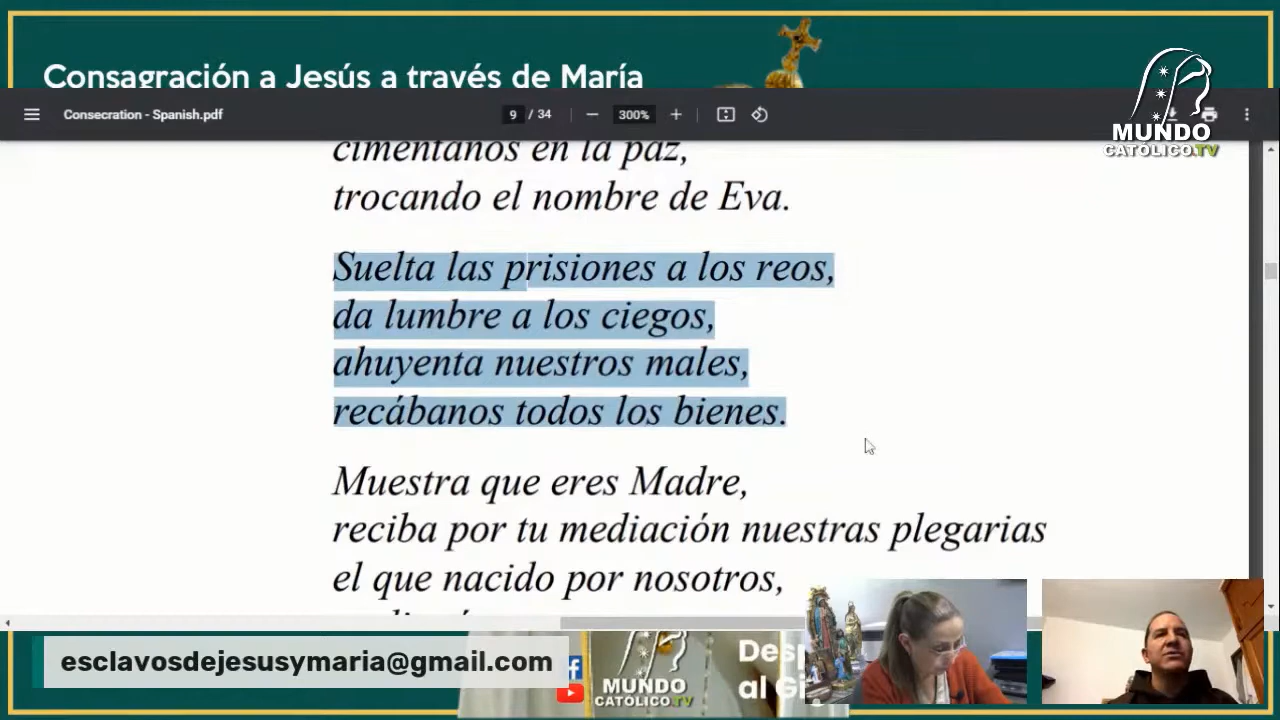 Consagración a Jesús a través de María
Consecration - Spanish.pdf
9 / 34
300%
MUNDO
CATÓLICO.TV
cimentanos en la paz,
trocando el nombre de Eva.
Suelta las prisiones a los reos,
da lumbre a los ciegos,
ahuyenta nuestros males,
recábanos todos los bienes.
Muestra que eres Madre,
reciba por tu mediación nuestras plegarias
el que nacido por nosotros,
esclavosdejesusymaria@gmail.com
MUNDO
CATÓLICO.TV
Desp
al Gi